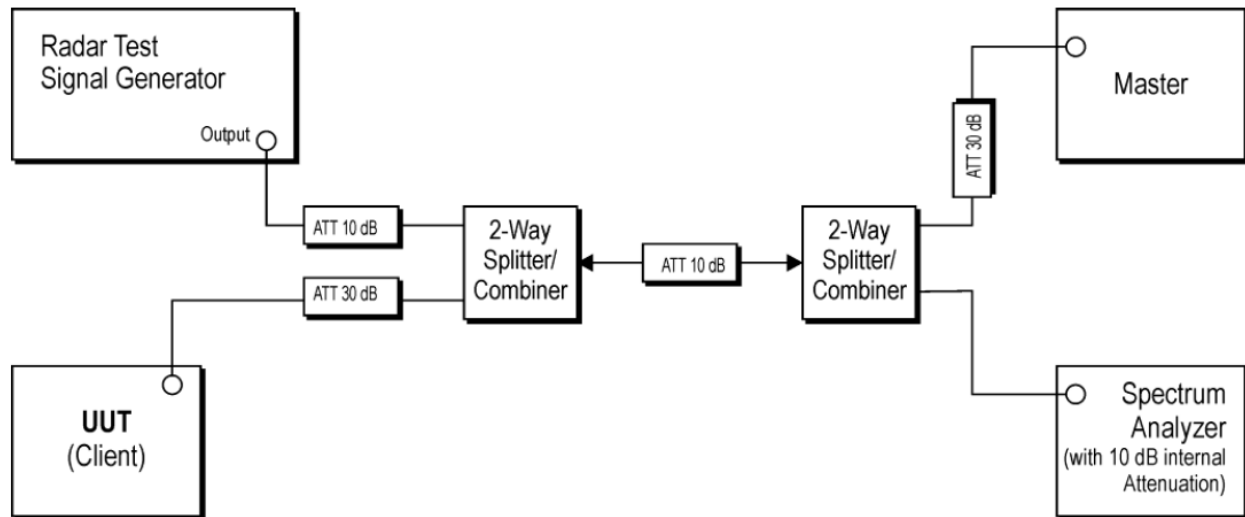 Radar Test
Signal Generator
Output
ATT 10 dB
ATT 30 dB
2-Way
Splitter/
Combiner
ATT 10 dB
2-Way
Splitter/
Combiner
ATT 30 dB
Master
UUT
(Client)
Spectrum
Analyzer
(with 10 dB internal
Attenuation)